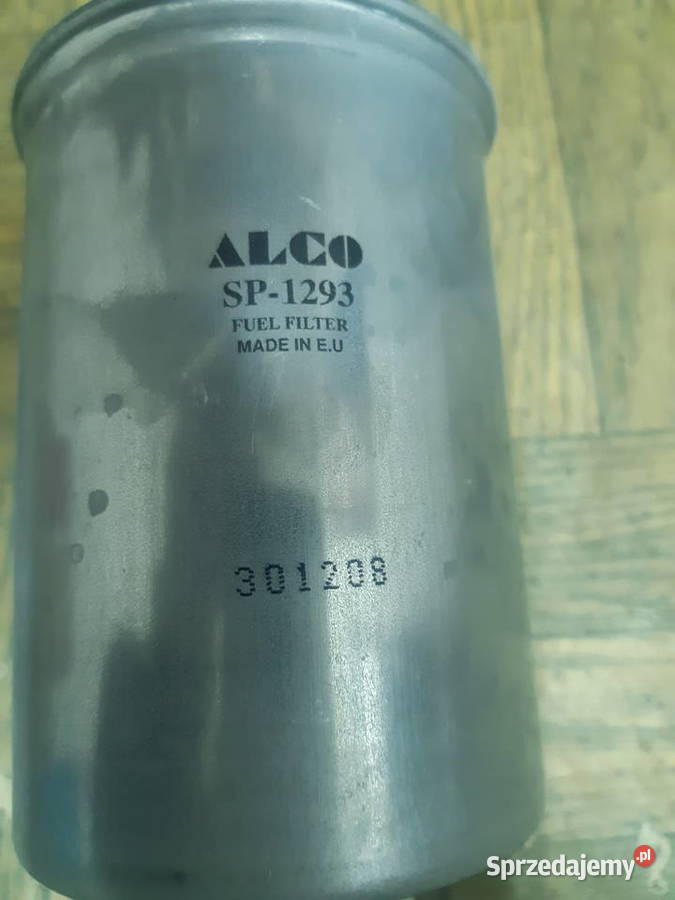 ALCO
SP-1293
FUEL FILTER
MADE IN E.U
301208
Sprzedajemy.pl